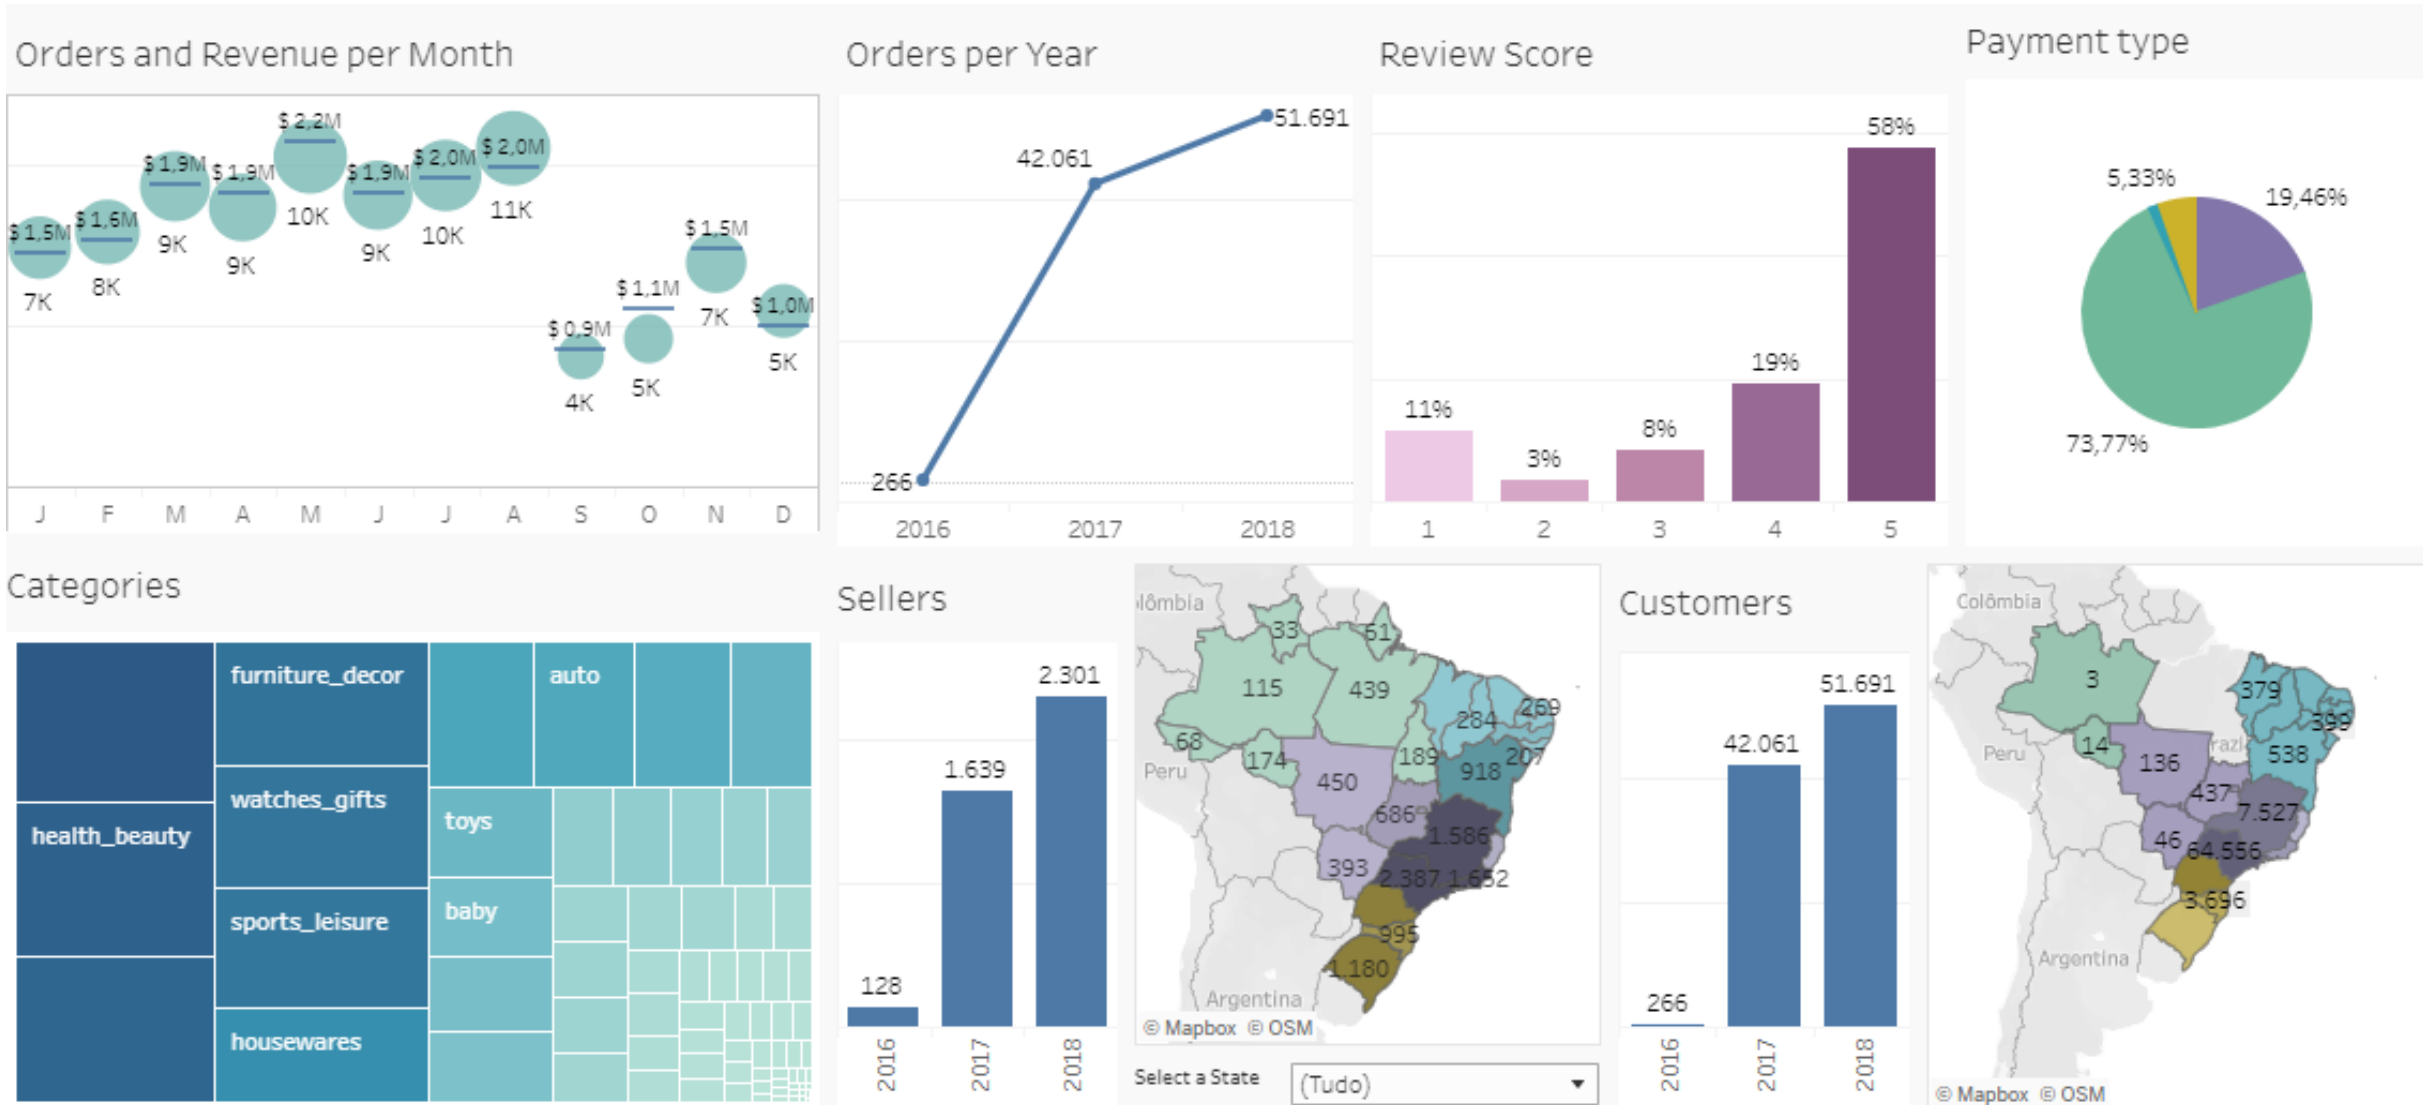 Orders and Revenue per Month
$ 1,5M
$ 1,6M
$ 1,9M
$ 1,9M
$ 2,2M
$ 1,9M
$ 2,0M
$ 2,0M
$ 0,9M
$ 1,1M
$ 1,5M
$ 1,0M
7K
8K
9K
9K
10K
9K
10K
11K
4K
5K
7K
5K
J F M A M J J A S O N D
Orders per Year
51.691
42.061
266
2016 2017 2018
Review Score
11%
3%
8%
19%
58%
1 2 3 4 5
Payment type
5,33%
19,46%
73,77%
Categories
health_beauty
furniture_decor
watches_gifts
sports_leisure
housewares
auto
toys
baby
Sellers
128
1.639
2.301
2016 2017 2018
lômbia
33
61
115
439
68
174
189
284
269
207
918
450
686
1.586
393
2.387 1.652
995
1.180
Peru
Argentina
© Mapbox © OSM
Select a State
(Tudo)
Customers
266
42.061
51.691
2016 2017 2018
Colômbia
3
379
399
14
538
136
437
7.527
46
64.556
3.696
Peru
razil
Argentina
© Mapbox © OSM